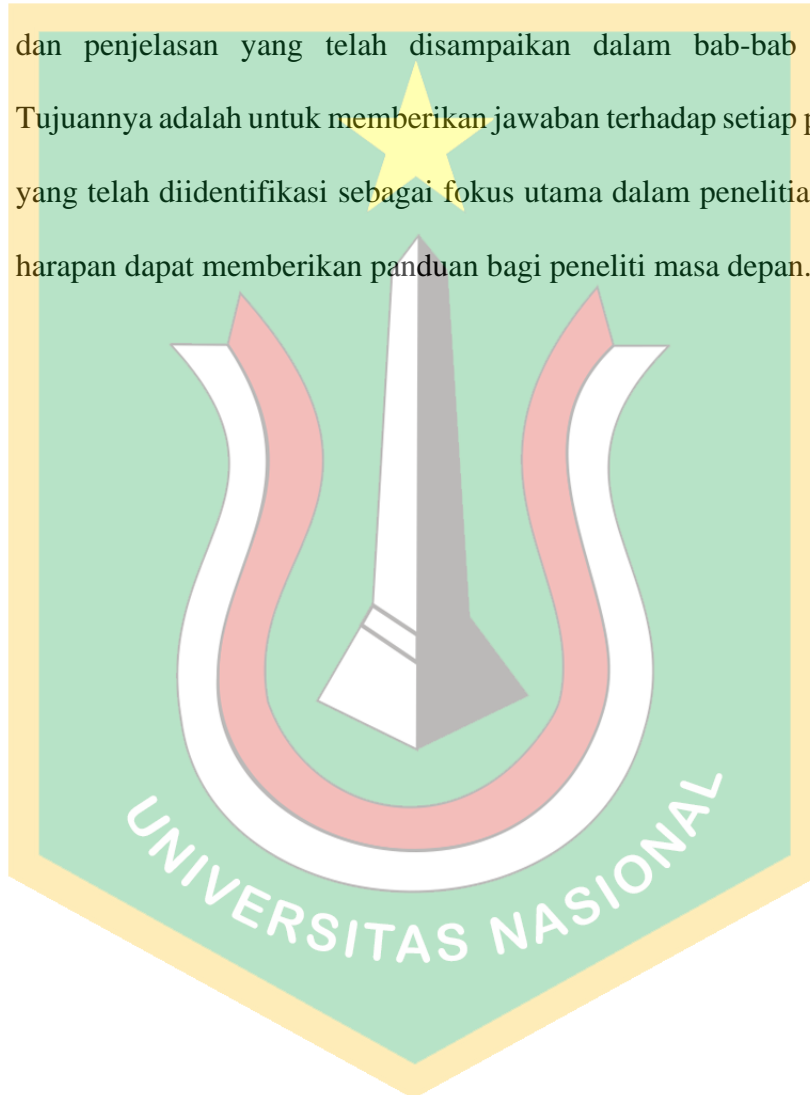 dan penjelasan yang telah disampaikan dalam bab-bab
Tujuannya adalah untuk memberikan jawaban terhadap setiap
yang telah diidentifikasi sebagai fokus utama dalam
harapan dapat memberikan panduan bagi peneliti masa depan.
UNIVERSITAS NASIONAL